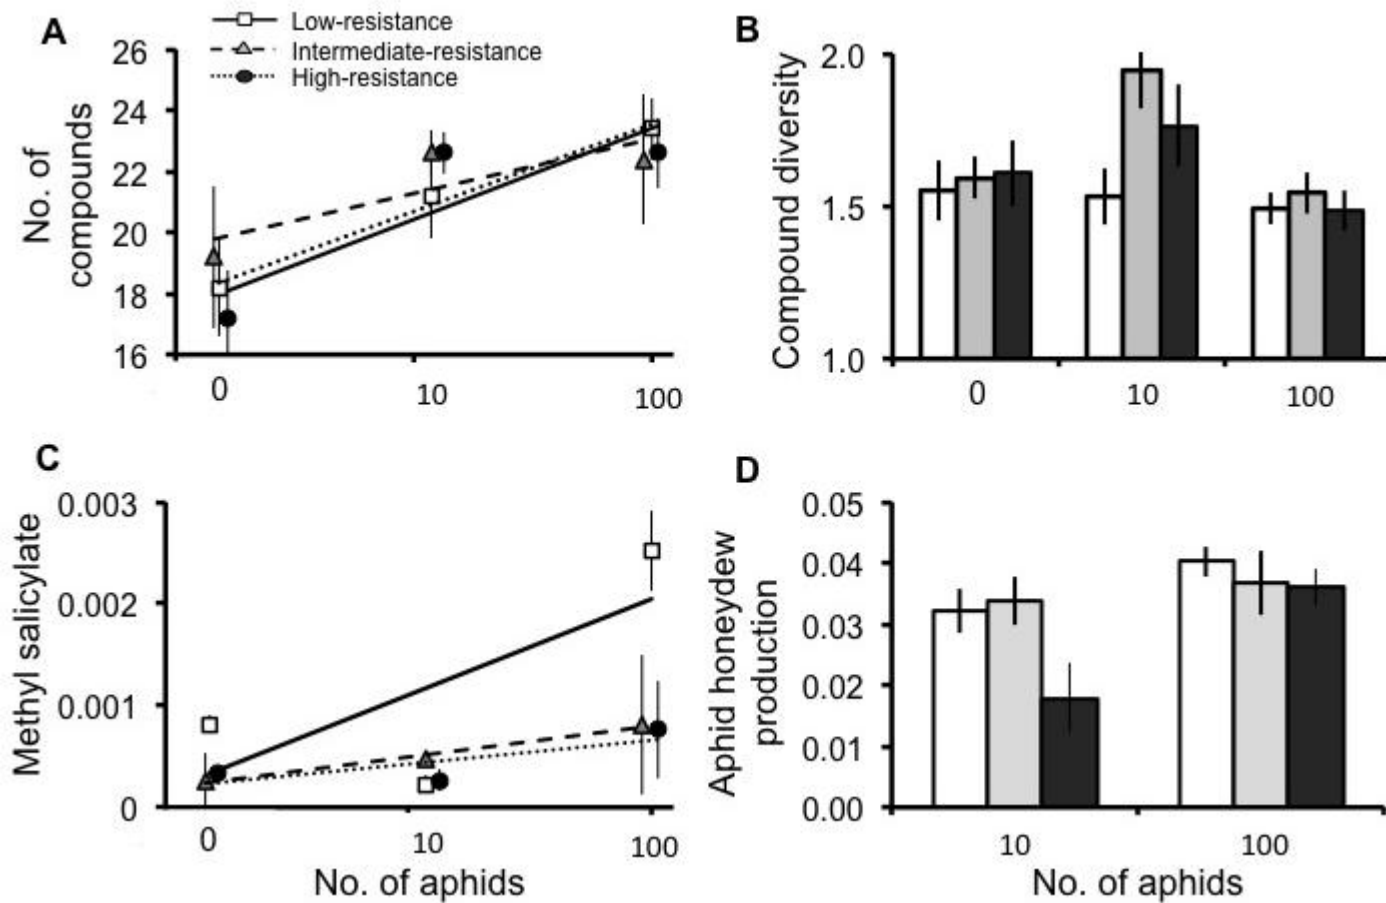 A
Low-resistance
Intermediate-resistance
High-resistance
26
24
22
20
18
16
No. of
compounds
0
10
100
B
2.0
1.5
1.0
Compound diversity
0
10
100
C
0.003
0.002
0.001
0
Methyl salicylate
0
10
100
No. of aphids
D
0.05
0.04
0.03
0.02
0.01
0.00
Aphid honeydew
production
10
100
No. of aphids